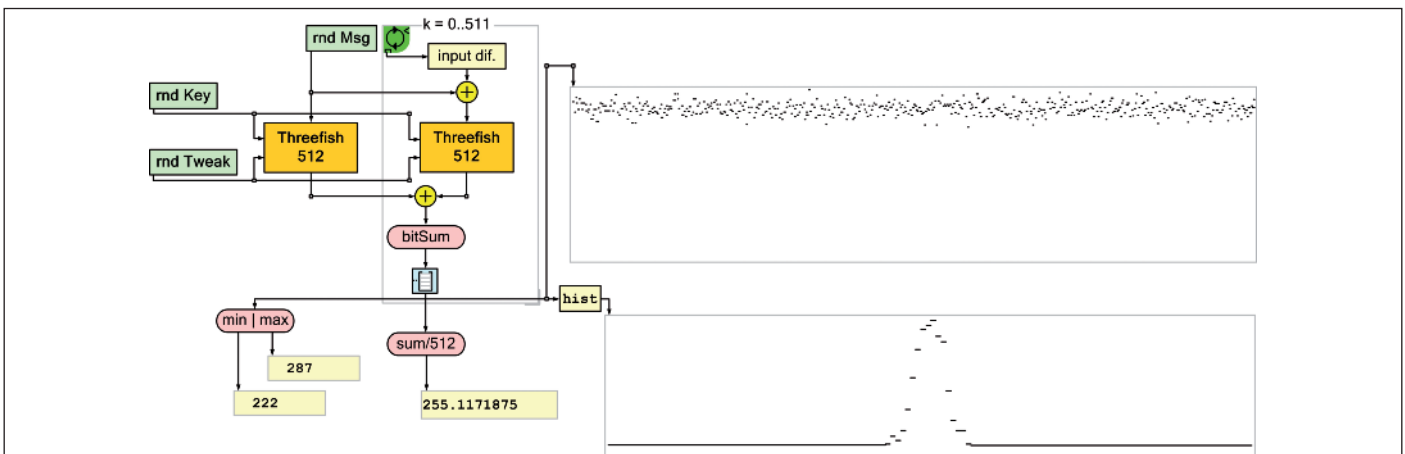 k = 0..511
rnd Msg
input dif.
+
rnd Key
Threefish
512
Threefish
512
rnd Tweak
+
bitSum
hist
min | max
sum/512
287
222
255.1171875